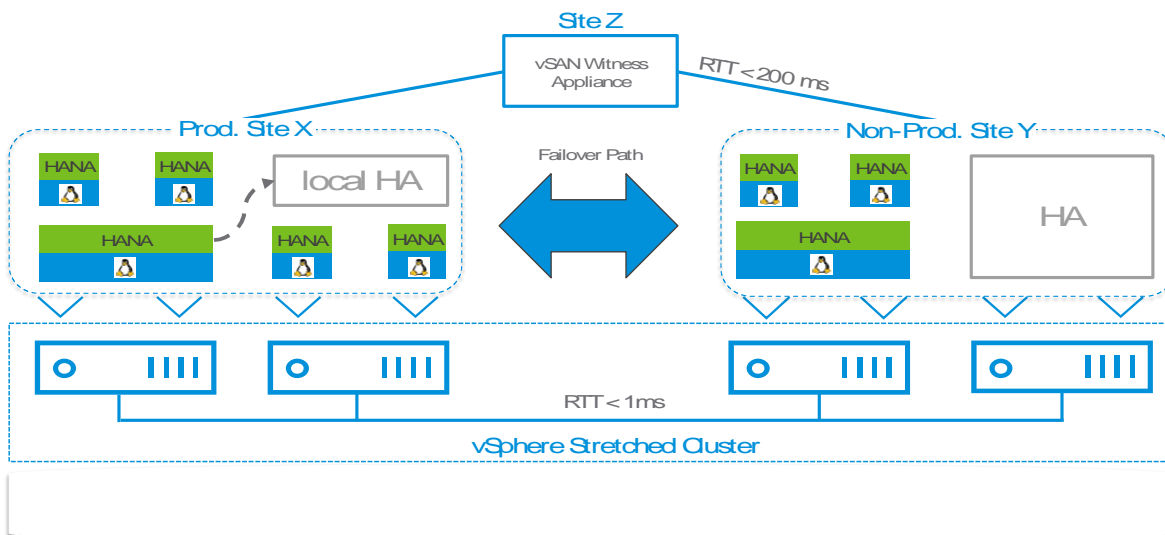 Site Z
vSAN Witness
Appliance
RTT < 200 ms
Prod. Site X
Non-Prod. Site Y
HANA
HANA
local HA
Failover Path
HANA
HANA
HA
HANA
HANA
HANA
HANA
RTT < 1ms
vSphere Stretched Cluster